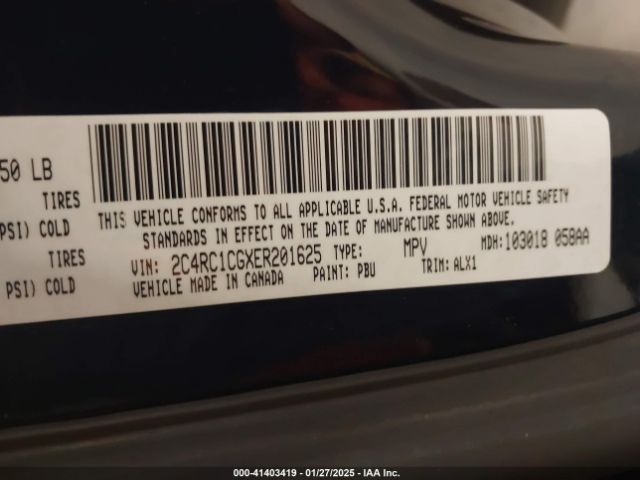 50 LB
TIRES
PSI) COLD
TIRES
PSI) COLD
THIS VEHICLE CONFORMS TO ALL APPLICABLE U.S.A. FEDERAL MOTOR VEHICLE SAFETY
STANDARDS IN EFFECT ON THE DATE OF MANUFACTURE SHOWN ABOVE.
VIN: 2C4RC1CGXER201625 TYPE: MPV MDH: 103018 058AA
VEHICLE MADE IN CANADA PAINT: PBU TRIM: ALX1
000-41403419 - 01/27/2025 - IAA Inc.